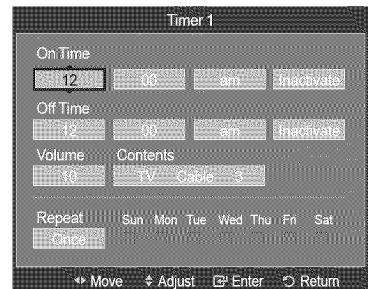 Timer 1
On Time
12 00 am Inactivate
Off Time
12 00 am Inactivate
Volume Contents
10 TV Cable 3
Repeat Sun Mon Tue Wed Thu Fri Sat
Once
Move Adjust Enter Return